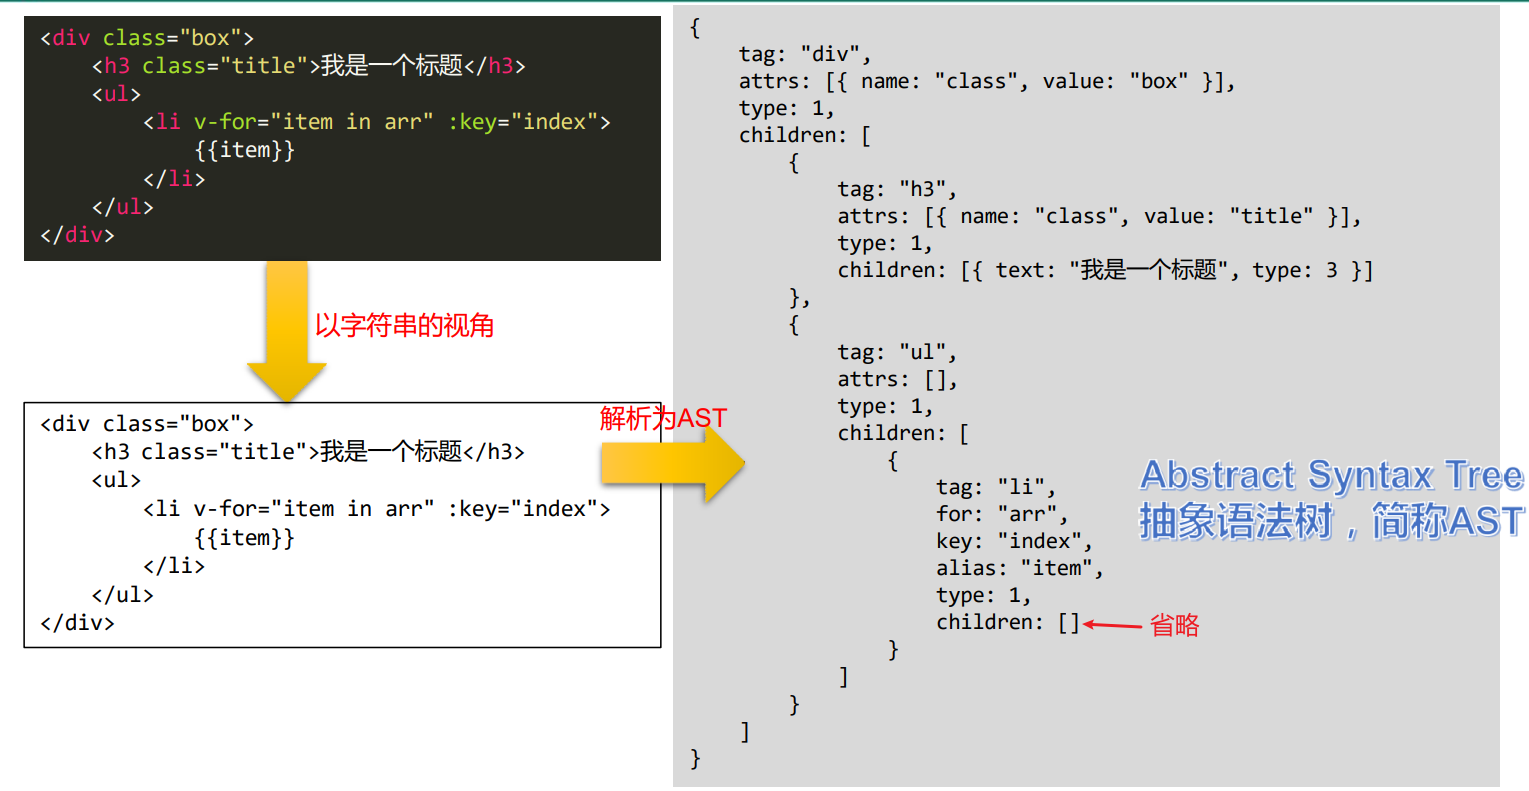 <div class="box">
    <h3 class="title">我是一个标题</h3>
    <ul>
        <li v-for="item in arr" :key="index">
            {{item}}
        </li>
    </ul>
</div>
以字符串的视角
<div class="box">
    <h3 class="title">我是一个标题</h3>
    <ul>
        <li v-for="item in arr" :key="index">
            {{item}}
        </li>
    </ul>
</div>
解析为AST
{
    tag: "div",
    attrs: [{ name: "class", value: "box" }],
    type: 1,
    children: [
        {
            tag: "h3",
            attrs: [{ name: "class", value: "title" }],
            type: 1,
            children: [{ text: "我是一个标题", type: 3 }]
        },
        {
            tag: "ul",
            attrs: [],
            type: 1,
            children: [
                {
                    tag: "li",
                    for: "arr",
                    key: "index",
                    alias: "item",
                    type: 1,
                    children: []
                }
            ]
        }
    ]
}
省略
Abstract Syntax Tree
抽象语法树，简称AST